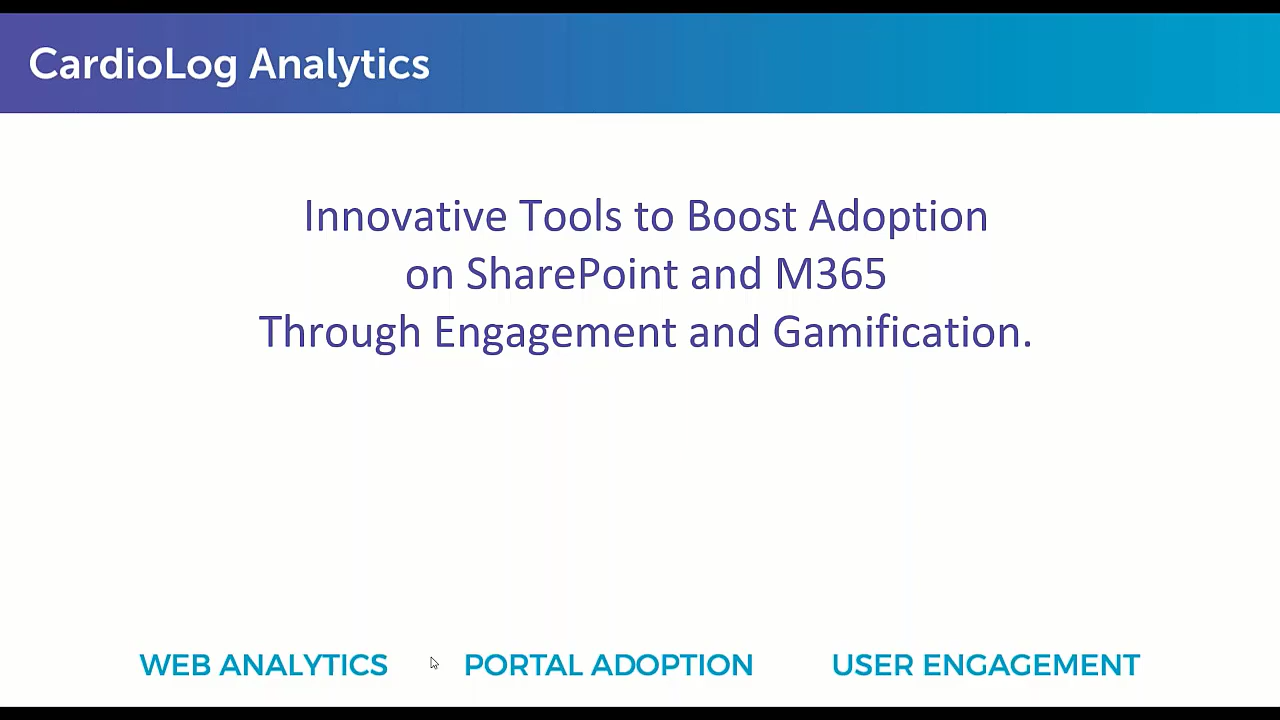 CardioLog Analytics
Innovative Tools to Boost Adoption
on SharePoint and M365
Through Engagement and Gamification.
WEB ANALYTICS PORTAL ADOPTION USER ENGAGEMENT